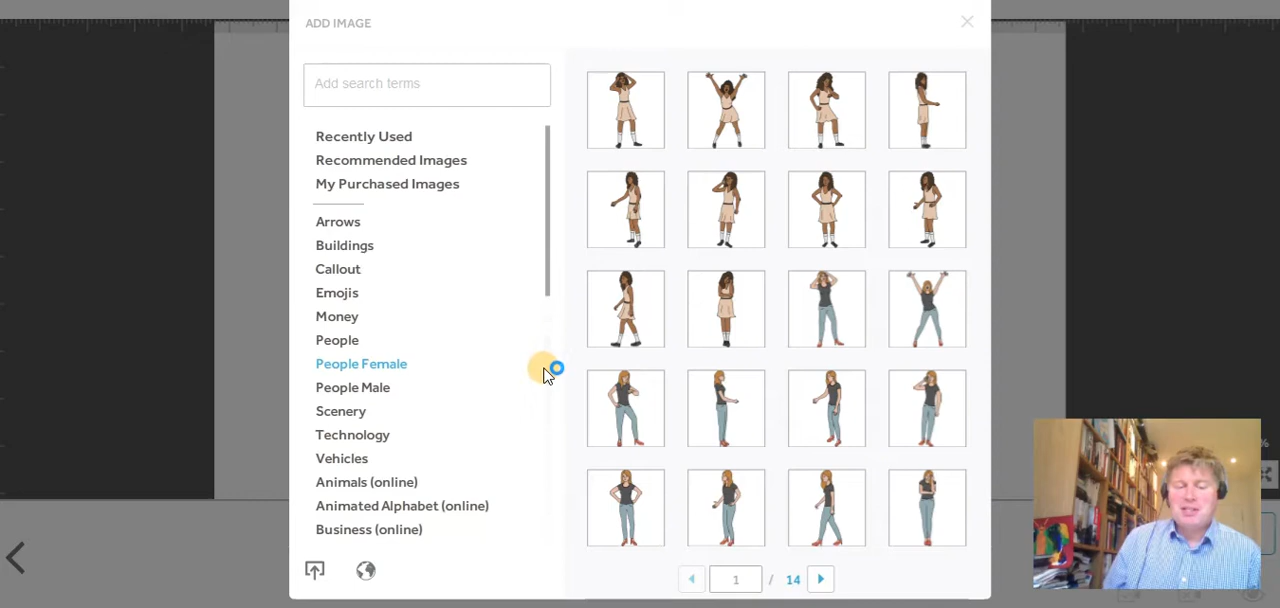 ADD IMAGE
Add search terms
Recently Used
Recommended Images
My Purchased Images
Arrows
Buildings
Callout
Emojis
Money
People
People Female
People Male
Scenery
Technology
Vehicles
Animals (online)
Animated Alphabet (online)
Business (online)
1 / 14
%